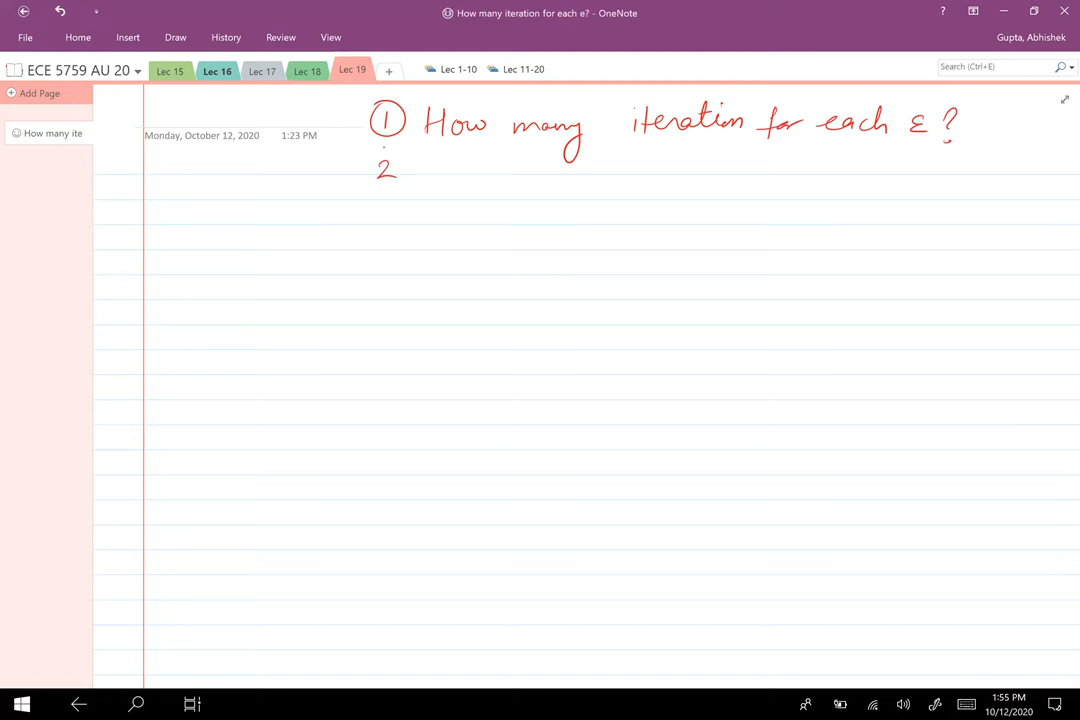 How many iteration for each e? - OneNote
File Home Insert Draw History Review View
Gupta, Abhishek
ECE 5759 AU 20
Lec 15
Lec 16
Lec 17
Lec 18
Lec 19
Lec 1-10
Lec 11-20
Search (Ctrl+E)
Add Page
How many ite
Monday, October 12, 2020 1:23 PM
① How many iteration for each ε ?
2
1:55 PM
10/12/2020